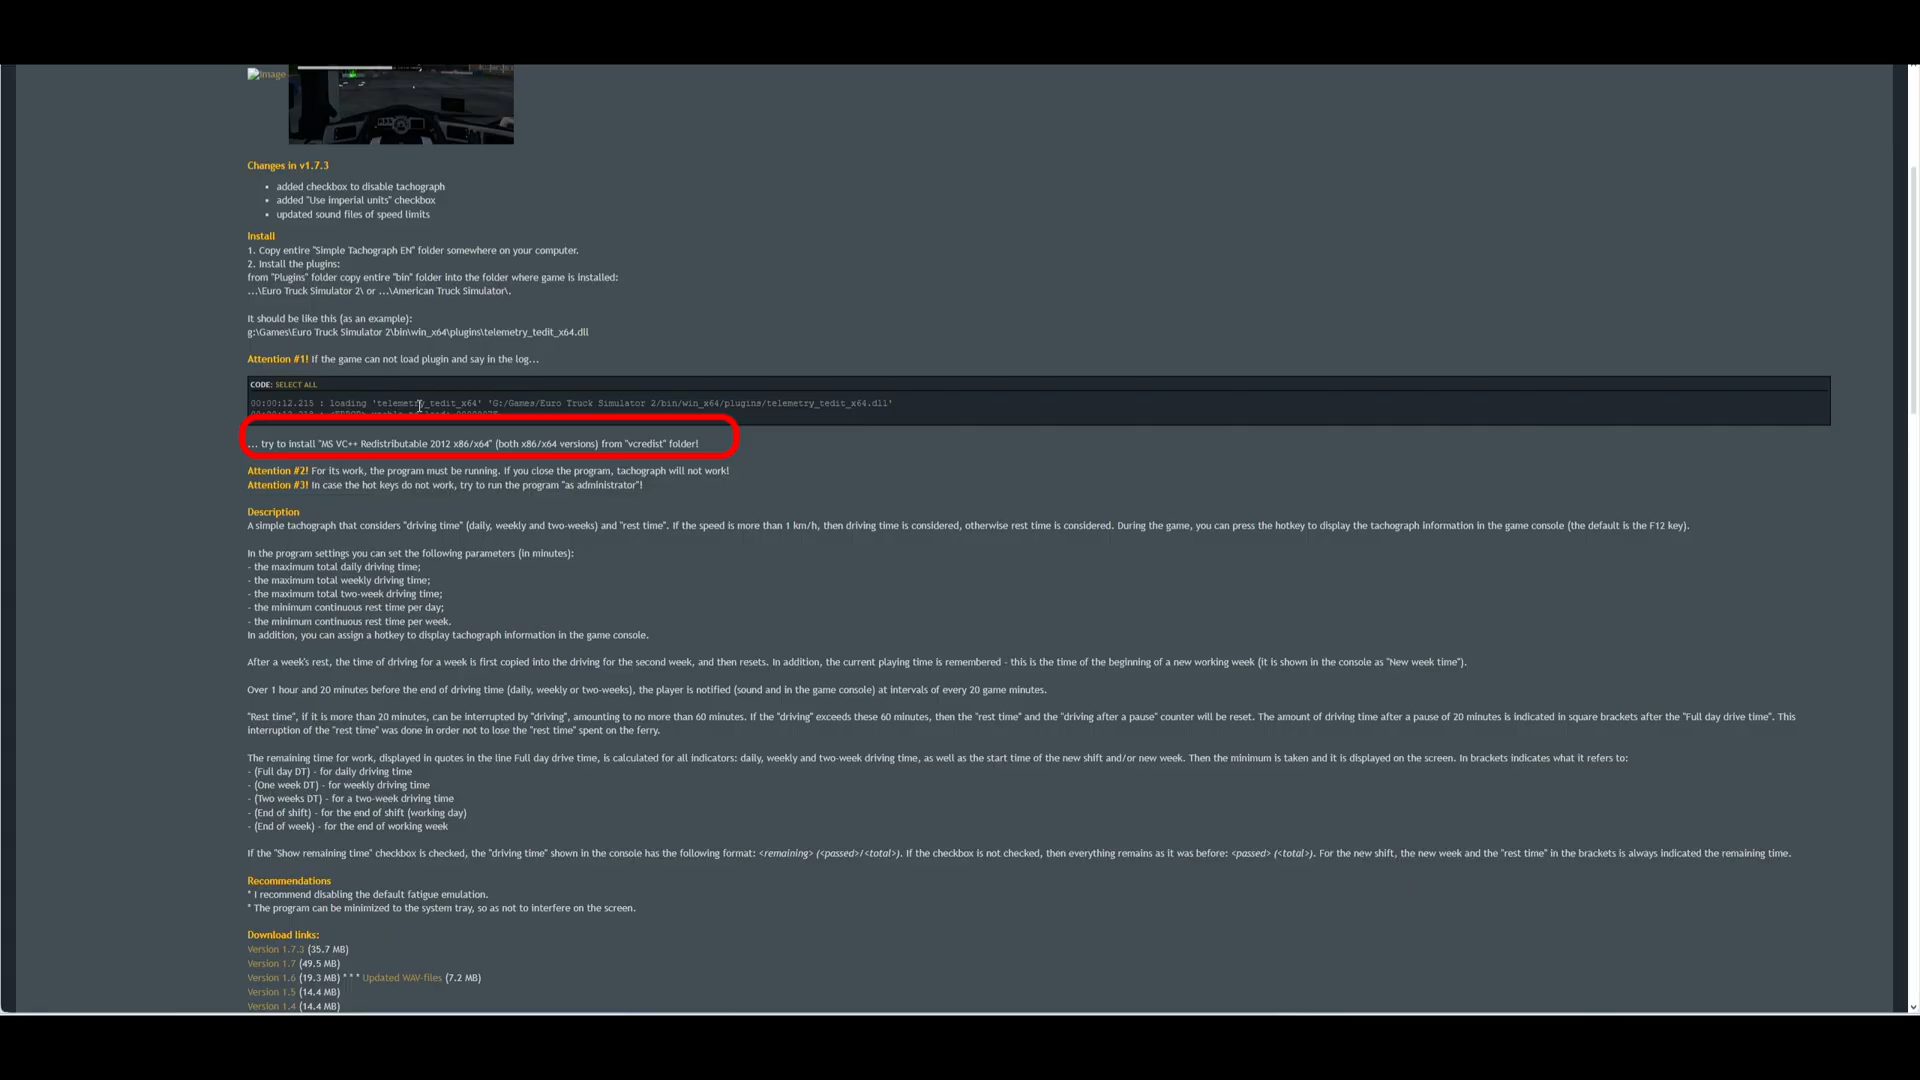 image
Changes in v1.7.3
• added checkbox to disable tachograph
• added "Use imperial units" checkbox
• updated sound files of speed limits
Install
1. Copy entire "Simple Tachograph EN" folder somewhere on your computer.
2. Install the plugins:
from "Plugins" folder copy entire "bin" folder into the folder where game is installed:
...\Euro Truck Simulator 2\ or ...\American Truck Simulator\.
It should be like this (as an example):
g:\Games\Euro Truck Simulator 2\bin\win_x64\plugins\telemetry_tedit_x64.dll
Attention #1! If the game can not load plugin and say in the log...
CODE: SELECT ALL
00:00:12.215 : loading 'telemetry_tedit_x64' 'G:/Games/Euro Truck Simulator 2/bin/win_x64/plugins/telemetry_tedit_x64.dll'
... try to install "MS VC++ Redistributable 2012 x86/x64" (both x86/x64 versions) from "vcredist" folder!
Attention #2! For its work, the program must be running. If you close the program, tachograph will not work!
Attention #3! In case the hot keys do not work, try to run the program "as administrator"!
Description
A simple tachograph that considers "driving time" (daily, weekly and two-weeks) and "rest time". If the speed is more than 1 km/h, then driving time is considered, otherwise rest time is considered. During the game, you can press the hotkey to display the tachograph information in the game console (the default is the F12 key).
In the program settings you can set the following parameters (in minutes):
- the maximum total daily driving time;
- the maximum total weekly driving time;
- the maximum total two-week driving time;
- the minimum continuous rest time per day;
- the minimum continuous rest time per week.
In addition, you can assign a hotkey to display tachograph information in the game console.
After a week's rest, the time of driving for a week is first copied into the driving for the second week, and then resets. In addition, the current playing time is remembered - this is the time of the beginning of a new working week (it is shown in the console as "New week time").
Over 1 hour and 20 minutes before the end of driving time (daily, weekly or two-weeks), the player is notified (sound and in the game console) at intervals of every 20 game minutes.
"Rest time", if it is more than 20 minutes, can be interrupted by "driving", amounting to no more than 60 minutes. If the "driving" exceeds these 60 minutes, then the "rest time" and the "driving after a pause" counter will be reset. The amount of driving time after a pause of 20 minutes is indicated in square brackets after the "Full day drive time". This
interruption of the "rest time" was done in order not to lose the "rest time" spent on the ferry.
The remaining time for work, displayed in quotes in the line Full day drive time, is calculated for all indicators: daily, weekly and two-week driving time, as well as the start time of the new shift and/or new week. Then the minimum is taken and it is displayed on the screen. In brackets indicates what it refers to:
- (Full day DT) - for daily driving time
- (One week DT) - for weekly driving time
- (Two weeks DT) - for a two-week driving time
- (End of shift) - for the end of shift (working day)
- (End of week) - for the end of working week
If the "Show remaining time" checkbox is checked, the "driving time" shown in the console has the following format: <remaining> (<passed>/<total>). If the checkbox is not checked, then everything remains as it was before: <passed> (<total>). For the new shift, the new week and the "rest time" in the brackets is always indicated the remaining time.
Recommendations
* I recommend disabling the default fatigue emulation.
* The program can be minimized to the system tray, so as not to interfere on the screen.
Download links:
Version 1.7.3 (35.7 MB)
Version 1.7 (49.5 MB)
Version 1.6 (19.3 MB) * * * Updated WAV-files (7.2 MB)
Version 1.5 (14.4 MB)
Version 1.4 (14.4 MB)